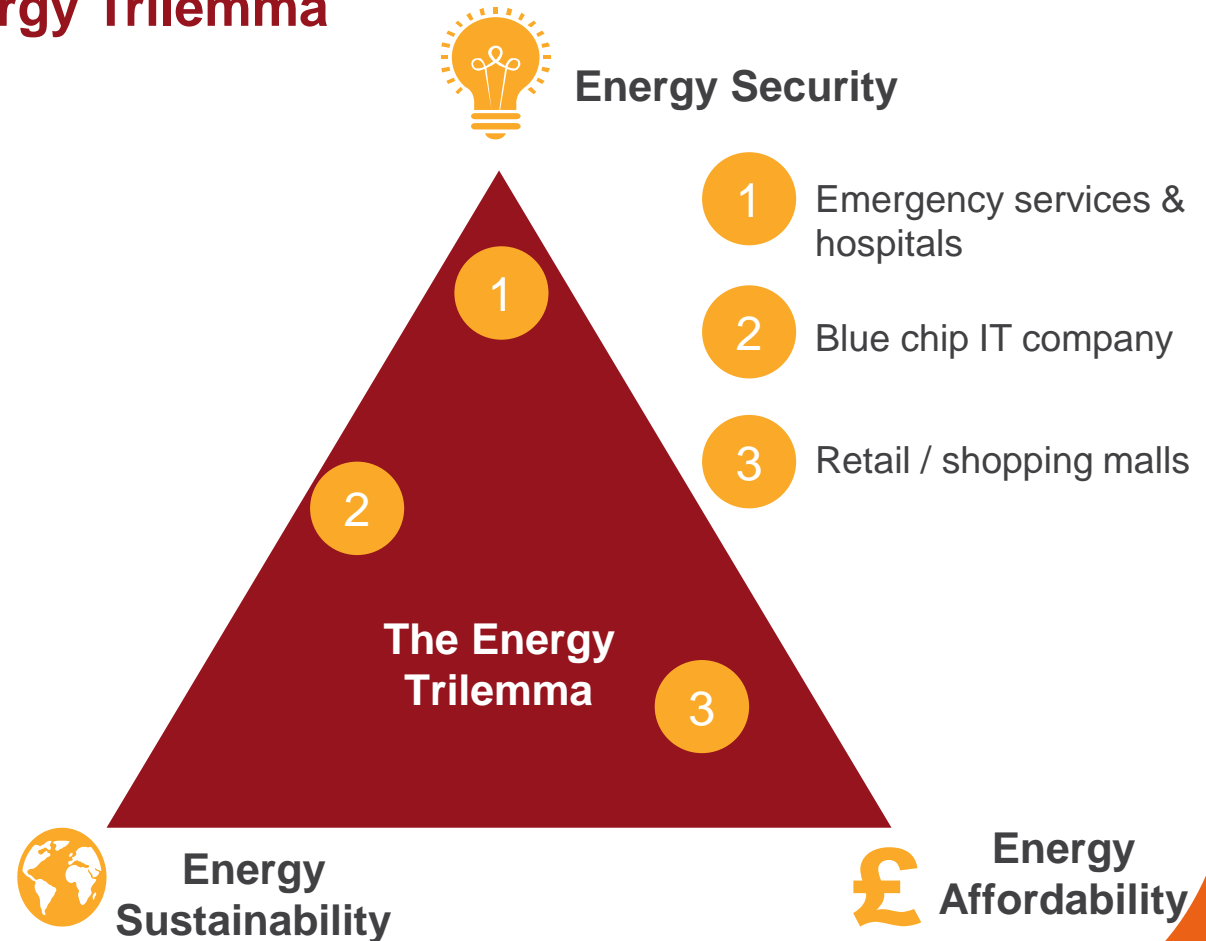 rgy Trilemma
Energy Security
1 Emergency services &
hospitals
2 Blue chip IT company
3 Retail / shopping malls
1
2
The Energy
Trilemma
3
Energy
Sustainability
£ Energy
Affordability